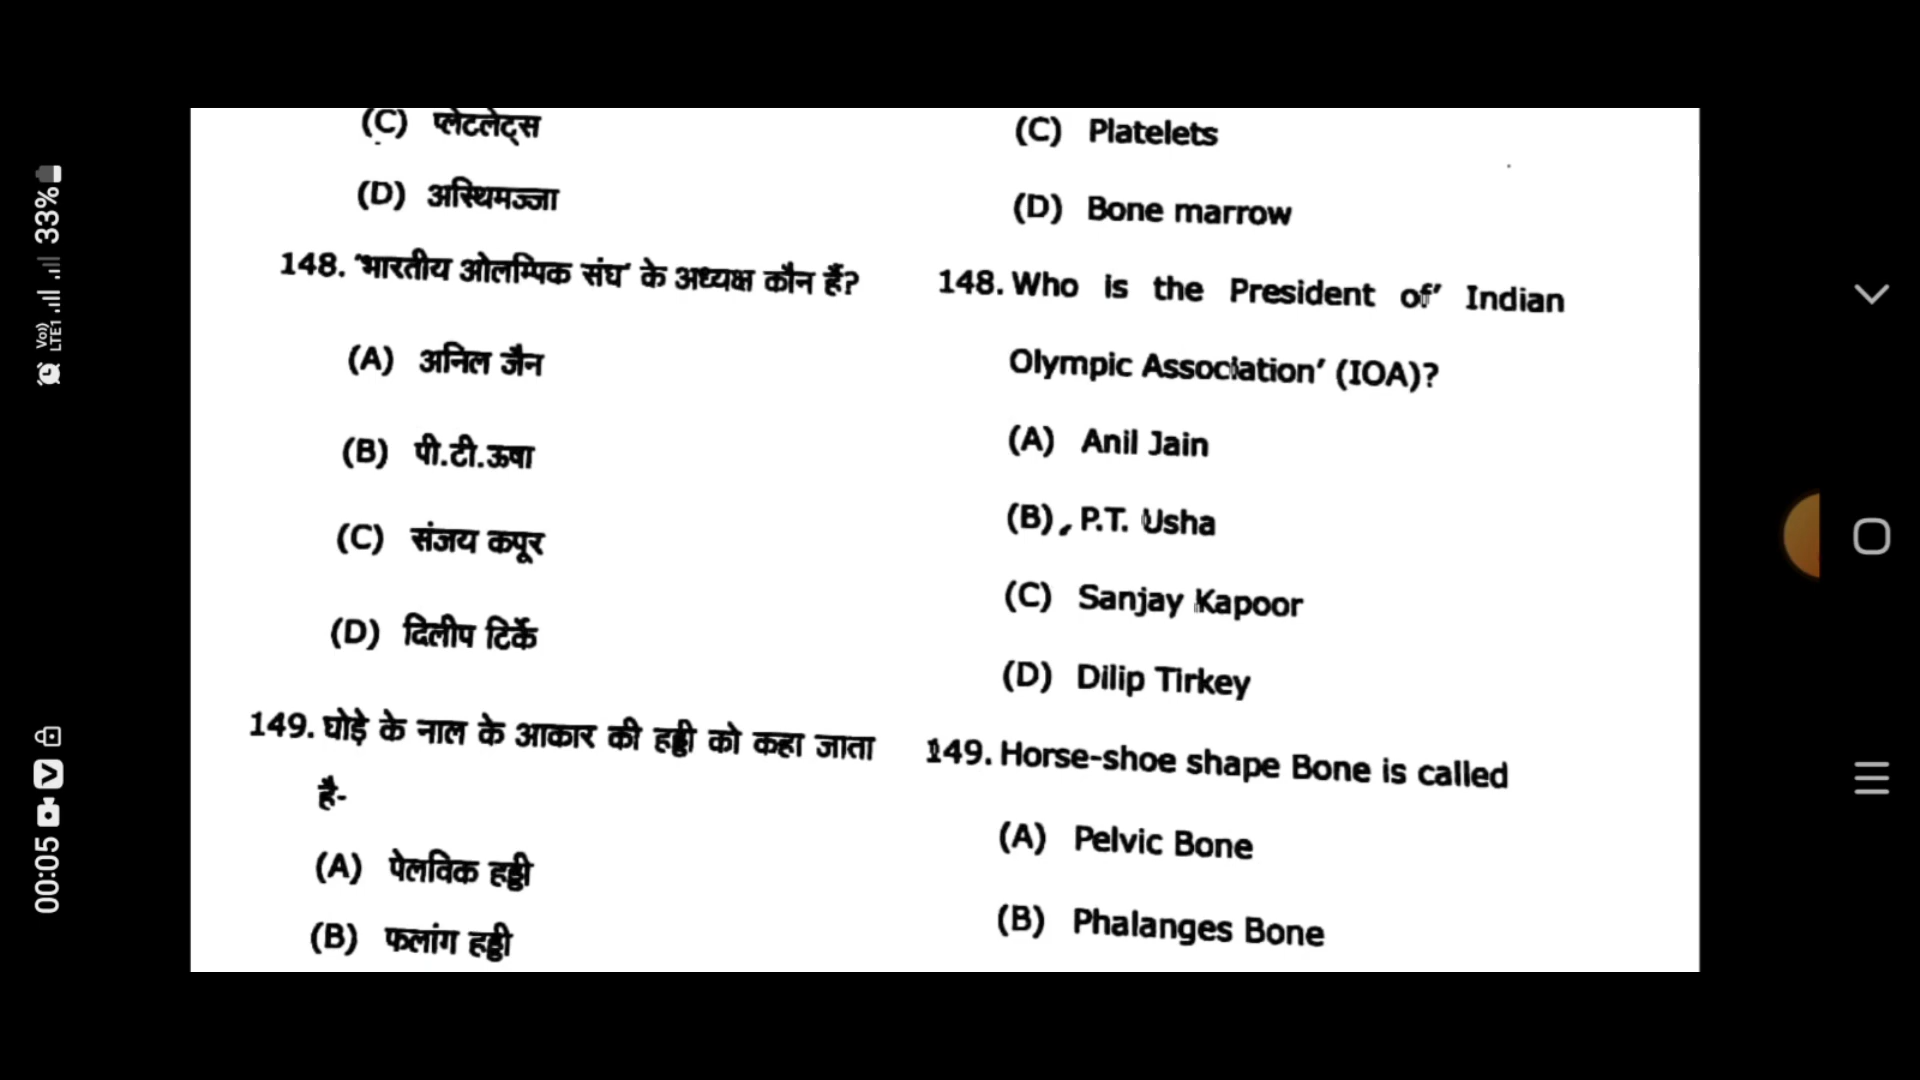 (C) प्लेटलेट्स
(D) अस्थिमज्जा
148. 'भारतीय ओलम्पिक संघ' के अध्यक्ष कौन हैं?
(A) अनिल जैन
(B) पी.टी.ऊषा
(C) संजय कपूर
(D) दिलीप टिर्के
149. घोड़े के नाल के आकार की हड्डी को कहा जाता
है-
(A) पेलविक हड्डी
(B) फलांग हड्डी
(C) Platelets
(D) Bone marrow
148. Who is the President of' Indian
Olympic Association' (IOA)?
(A) Anil Jain
(B) P.T. Usha
(C) Sanjay Kapoor
(D) Dilip Tirkey
149. Horse-shoe shape Bone is called
(A) Pelvic Bone
(B) Phalanges Bone
33%
Vo))
LTE1
00:05
V